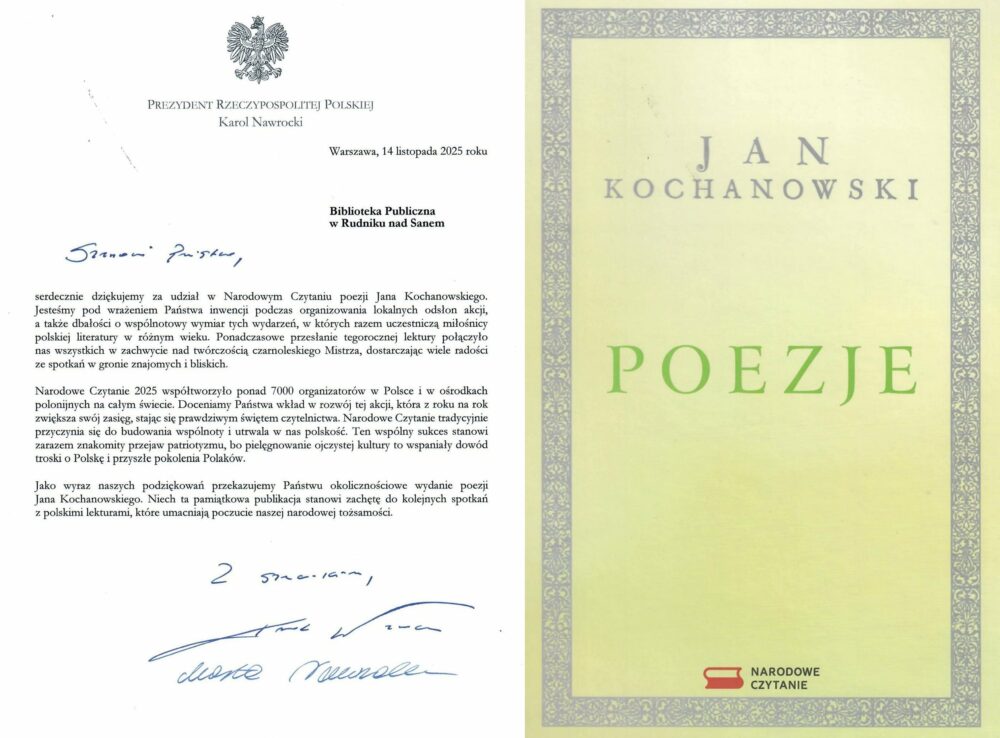 PREZYDENT RZECZYPOSPOLITEJ POLSKIEJ
Karol Nawrocki
Warszawa, 14 listopada 2025 roku
Biblioteka Publiczna
w Rudniku nad Sanem
Szanowni Państwo,
serdecznie dziękujemy za udział w Narodowym Czytaniu poezji Jana Kochanowskiego.
Jesteśmy pod wrażeniem Państwa inwencji podczas organizowania lokalnych odsłon akcji,
a także dbałości o wspólnotowy wymiar tych wydarzeń, w których razem uczestniczą miłośnicy
polskiej literatury w różnym wieku. Ponadczasowe przesłanie tegorocznej lektury połączyło
nas wszystkich w zachwycie nad twórczością czarnoleskiego Mistrza, dostarczając wiele radości
ze spotkań w gronie znajomych i bliskich.
Narodowe Czytanie 2025 współtworzyło ponad 7000 organizatorów w Polsce i w ośrodkach
polonijnych na całym świecie. Doceniamy Państwa wkład w rozwój tej akcji, która z roku na rok
zwiększa swój zasięg, stając się prawdziwym świętem czytelnictwa. Narodowe Czytanie tradycyjnie
przyczynia się do budowania wspólnoty i utrwala w nas polskość. Ten wspólny sukces stanowi
zarazem znakomity przejaw patriotyzmu, bo pielęgnowanie ojczystej kultury to wspaniały dowód
troski o Polskę i przyszłe pokolenia Polaków.
Jako wyraz naszych podziękowań przekazujemy Państwu okolicznościowe wydanie poezji
Jana Kochanowskiego. Niech ta pamiątkowa publikacja stanowi zachętę do kolejnych spotkań
z polskimi lekturami, które umacniają poczucie naszej narodowej tożsamości.
Z szacunkiem,
Marta Nawrocka
JAN
KOCHANOWSKI
POEZJE
NARODOWE
CZYTANIE